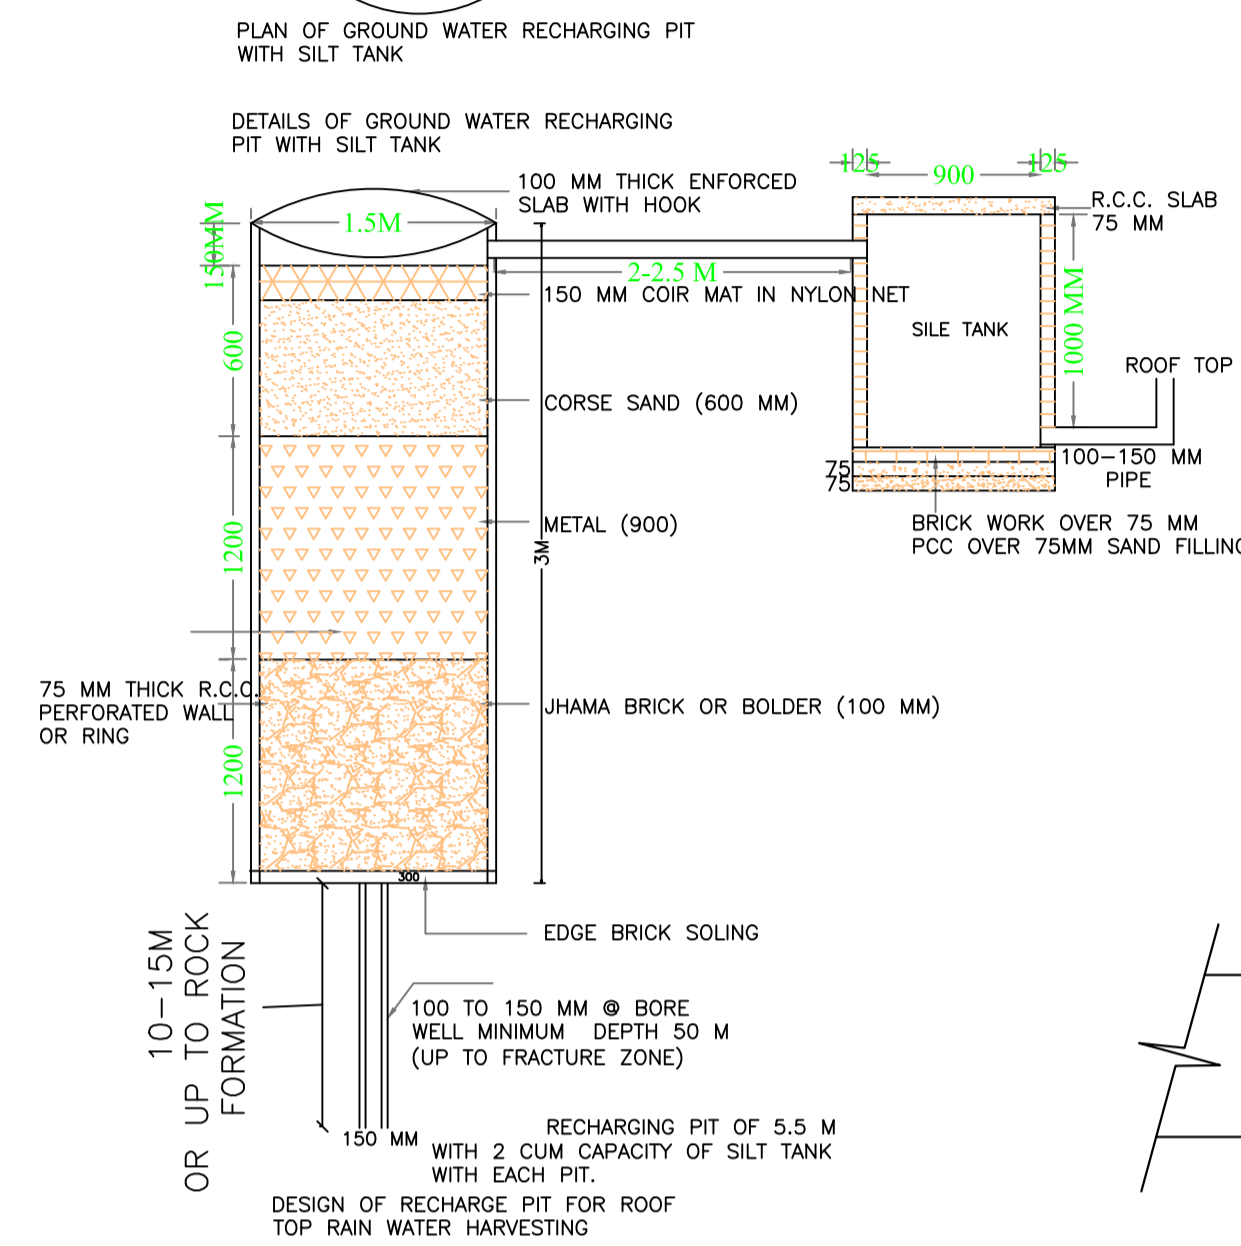 PLAN OF GROUND WATER RECHARGING PIT
WITH SILT TANK
DETAILS OF GROUND WATER RECHARGING
PIT WITH SILT TANK
100 MM THICK ENFORCED
SLAB WITH HOOK
1.5M
150MM
600
1200
1200
2-2.5 M
150 MM COIR MAT IN NYLON NET
CORSE SAND (600 MM)
METAL (900)
3M
JHAMA BRICK OR BOLDER (100 MM)
75 MM THICK R.C.C.
PERFORATED WALL
OR RING
300
EDGE BRICK SOLING
125
900
125
R.C.C. SLAB
75 MM
1000 MM
SILE TANK
ROOF TOP
100-150 MM
PIPE
75
75
BRICK WORK OVER 75 MM
PCC OVER 75MM SAND FILLING
10-15M
OR UP TO ROCK
FORMATION
100 TO 150 MM @ BORE
WELL MINIMUM DEPTH 50 M
(UP TO FRACTURE ZONE)
150 MM
RECHARGING PIT OF 5.5 M
WITH 2 CUM CAPACITY OF SILT TANK
WITH EACH PIT.
DESIGN OF RECHARGE PIT FOR ROOF
TOP RAIN WATER HARVESTING